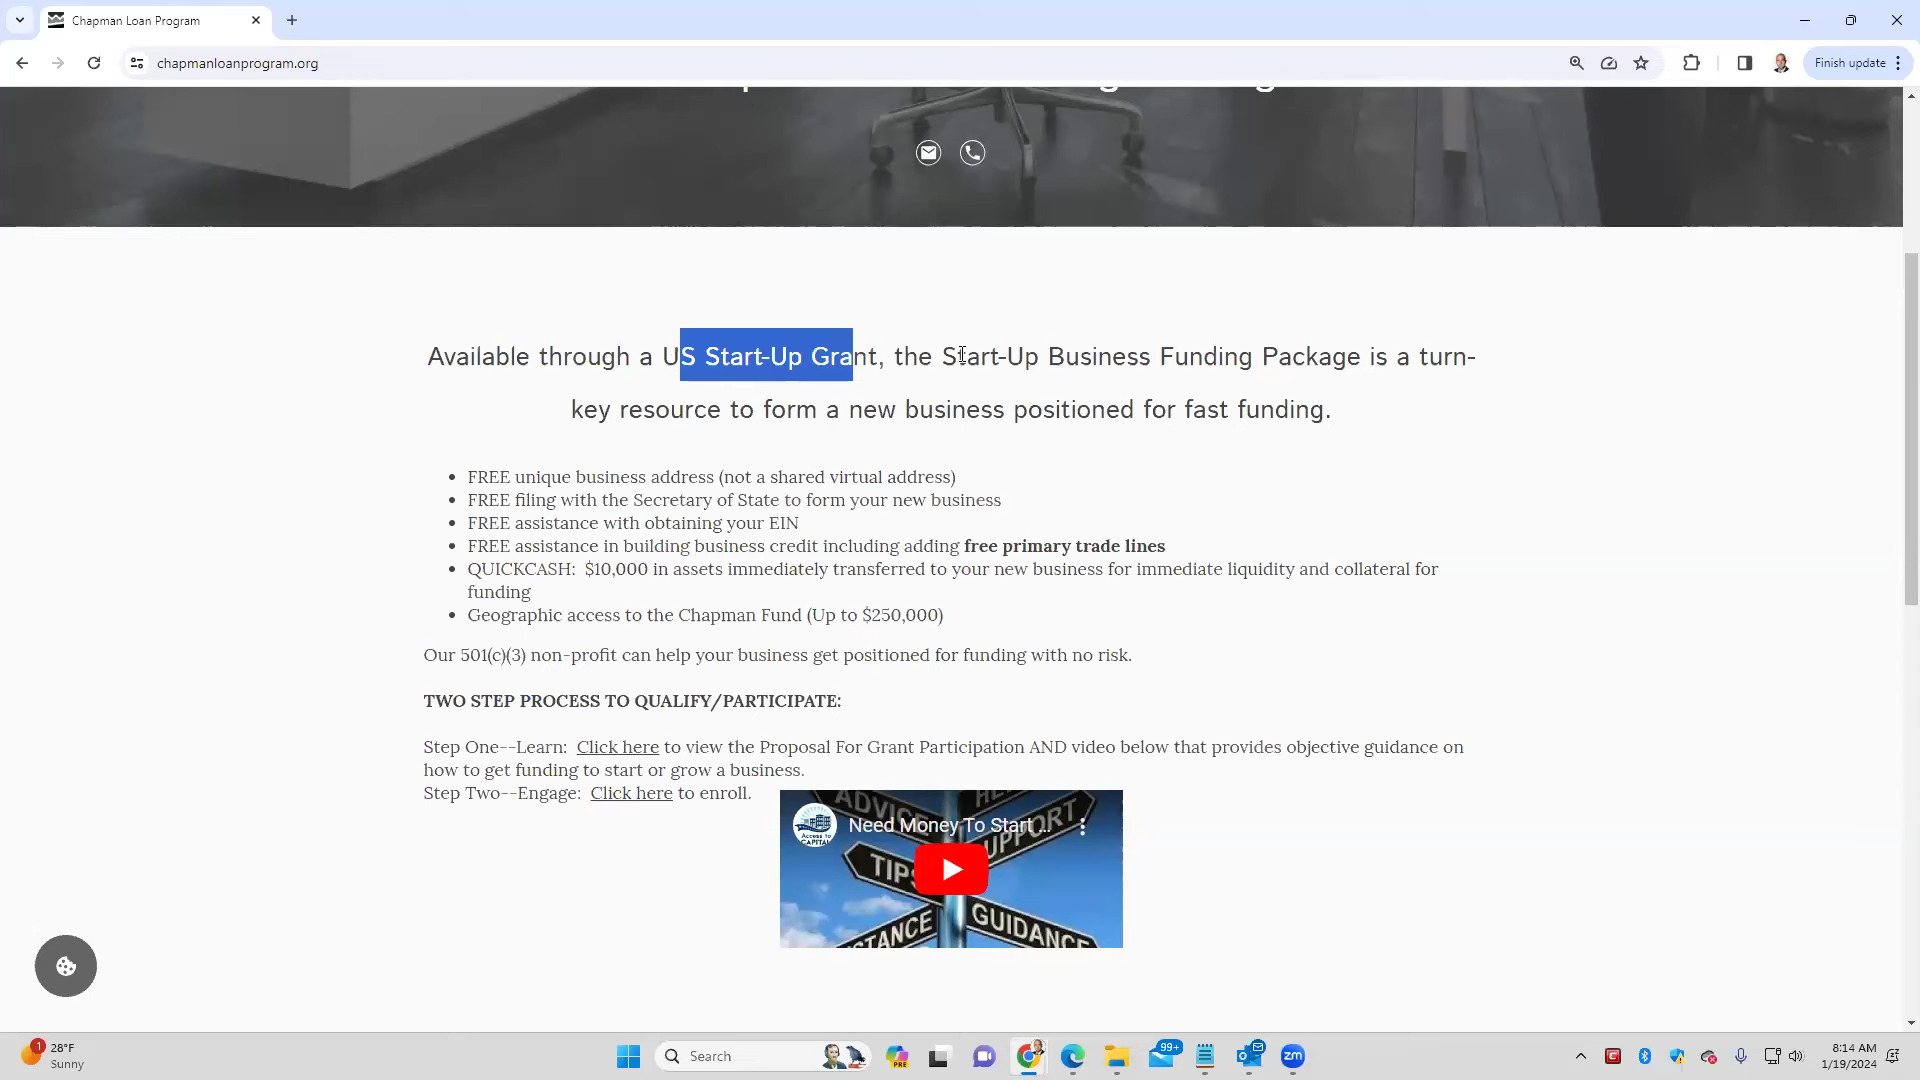 Chapman Loan Program
chapmanloanprogram.org
Finish update
Available through a US Start-Up Grant, the Start-Up Business Funding Package is a turn-
key resource to form a new business positioned for fast funding.
FREE unique business address (not a shared virtual address)
FREE filing with the Secretary of State to form your new business
FREE assistance with obtaining your EIN
FREE assistance in building business credit including adding free primary trade lines
QUICKCASH: $10,000 in assets immediately transferred to your new business for immediate liquidity and collateral for
funding
Geographic access to the Chapman Fund (Up to $250,000)
Our 501(c)(3) non-profit can help your business get positioned for funding with no risk.
TWO STEP PROCESS TO QUALIFY/PARTICIPATE:
Step One--Learn: Click here to view the Proposal For Grant Participation AND video below that provides objective guidance on
how to get funding to start or grow a business.
Step Two--Engage: Click here to enroll.
ADVICE
Access to
CAPITAL
Need Money To Start ...
SUPPORT
TIPS
GUIDANCE
1
28°F
Sunny
Search
PRE
99+
zm
8:14 AM
1/19/2024